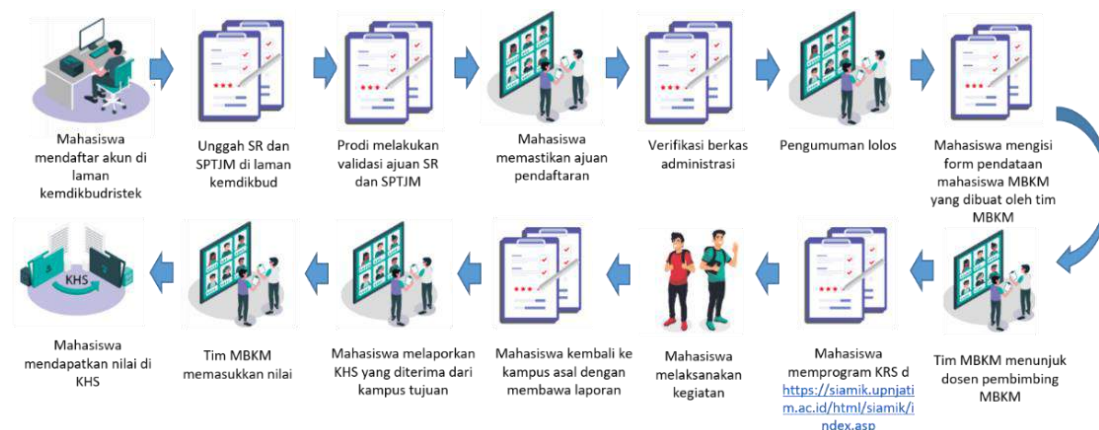 Mahasiswa
mendaftar akun di
laman
kemdikbudristek
Unggah SR dan
SPTJM di laman
kemdikbud
Prodi melakukan
validasi ajuan SR
dan SPTJM
Mahasiswa
memastikan ajuan
pendaftaran
Verifikasi berkas
administrasi
Pengumuman lolos
Mahasiswa mengisi
form pendataan
mahasiswa MBKM
yang dibuat oleh tim
MBKM
Tim MBKM menunjuk
dosen pembimbing
MBKM
Mahasiswa
memprogram KRS d
https://siamik.upnjati
m.ac.id/html/siamik/i
ndex.asp
Mahasiswa
melaksanakan
kegiatan
Mahasiswa kembali ke
kampus asal dengan
membawa laporan
Mahasiswa melaporkan
KHS yang diterima dari
kampus tujuan
Tim MBKM
memasukkan nilai
KHS
Mahasiswa
mendapatkan nilai di
KHS